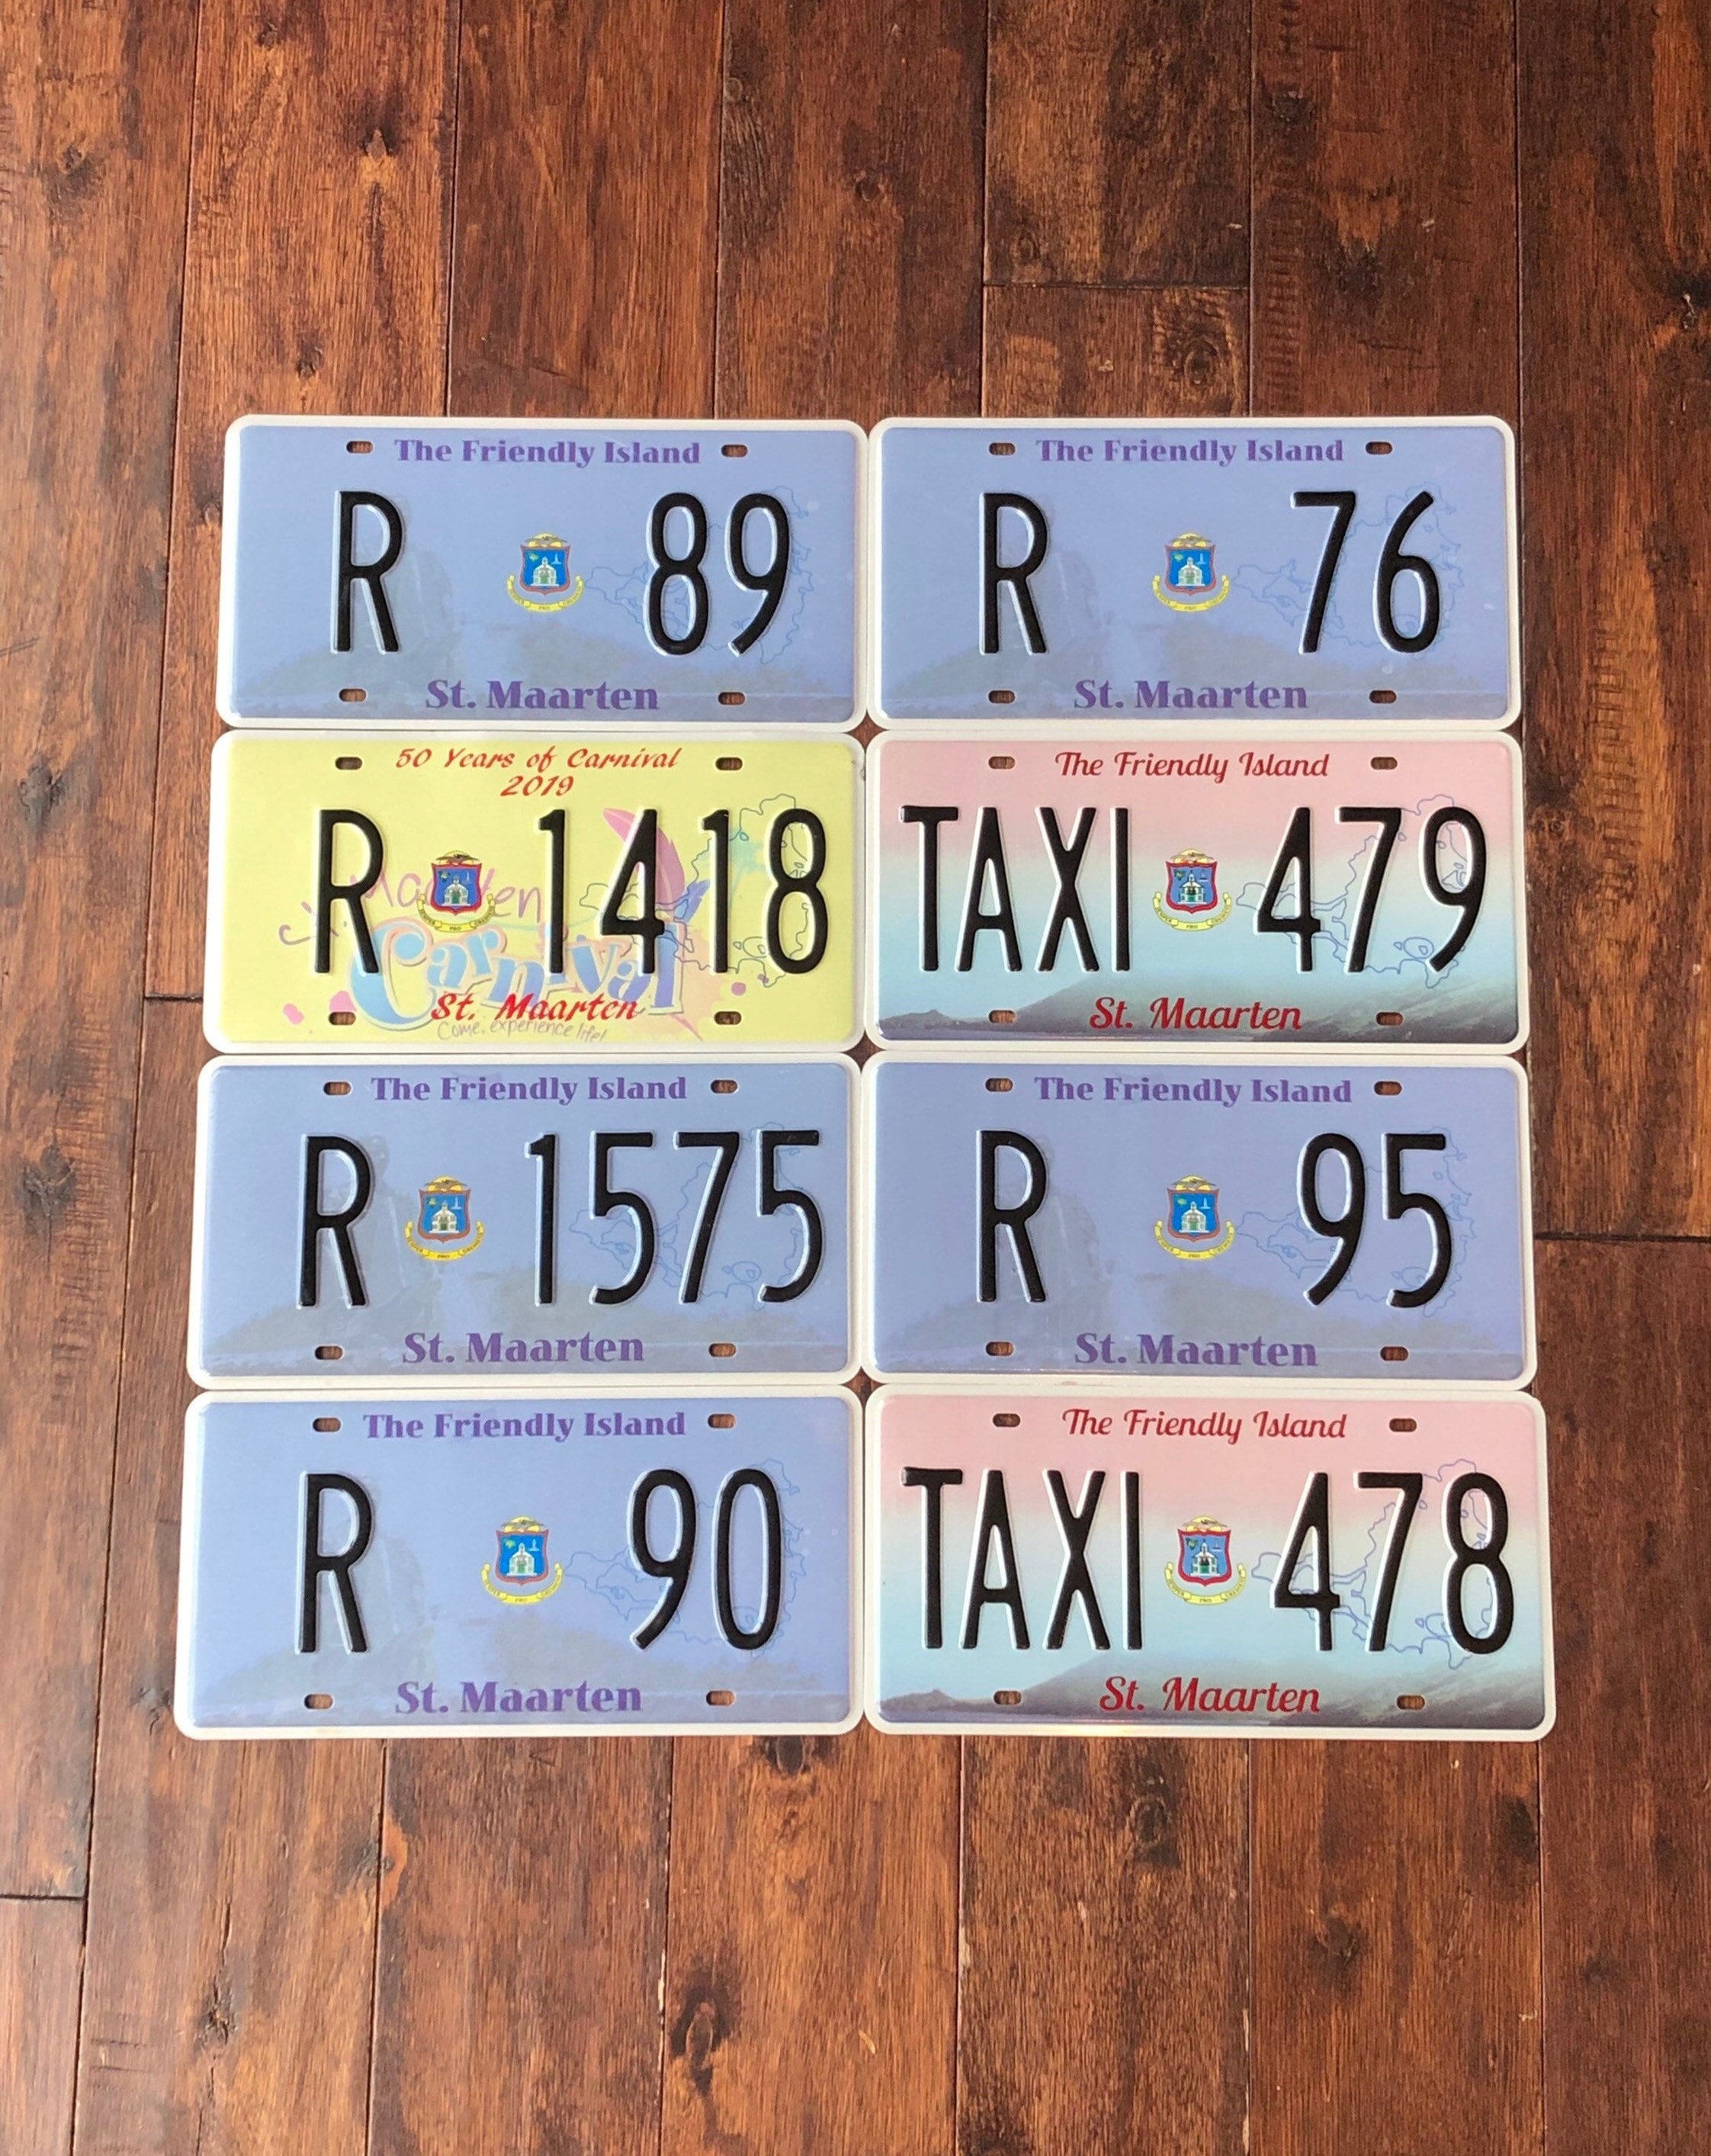 The Friendly Island
R 89
St. Maarten
The Friendly Island
R 76
St. Maarten
50 Years of Carnival
2019
R 1418
St. Maarten
Carnival
St. Maarten
Come, experience life!
The Friendly Island
TAXI 479
St. Maarten
The Friendly Island
R 1575
St. Maarten
The Friendly Island
R 95
St. Maarten
The Friendly Island
R 90
St. Maarten
The Friendly Island
TAXI 478
St. Maarten